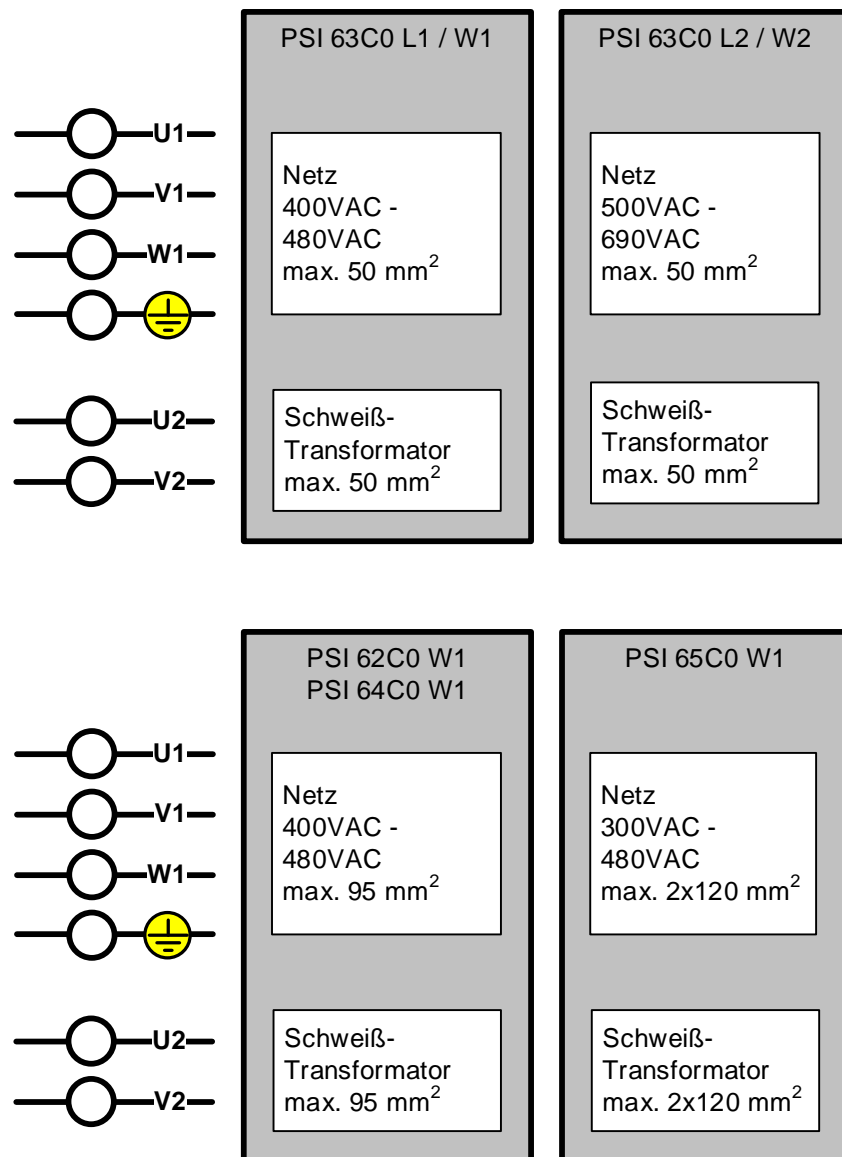 PSI 63C0 L1 / W1
PSI 63C0 L2 / W2
U1
V1
W1
U2
V2
Netz
400VAC -
480VAC
max. 50 mm²
Netz
500VAC -
690VAC
max. 50 mm²
Schweiß-
Transformator
max. 50 mm²
Schweiß-
Transformator
max. 50 mm²
PSI 62C0 W1
PSI 64C0 W1
PSI 65C0 W1
U1
V1
W1
U2
V2
Netz
400VAC -
480VAC
max. 95 mm²
Netz
300VAC -
480VAC
max. 2x120 mm²
Schweiß-
Transformator
max. 95 mm²
Schweiß-
Transformator
max. 2x120 mm²